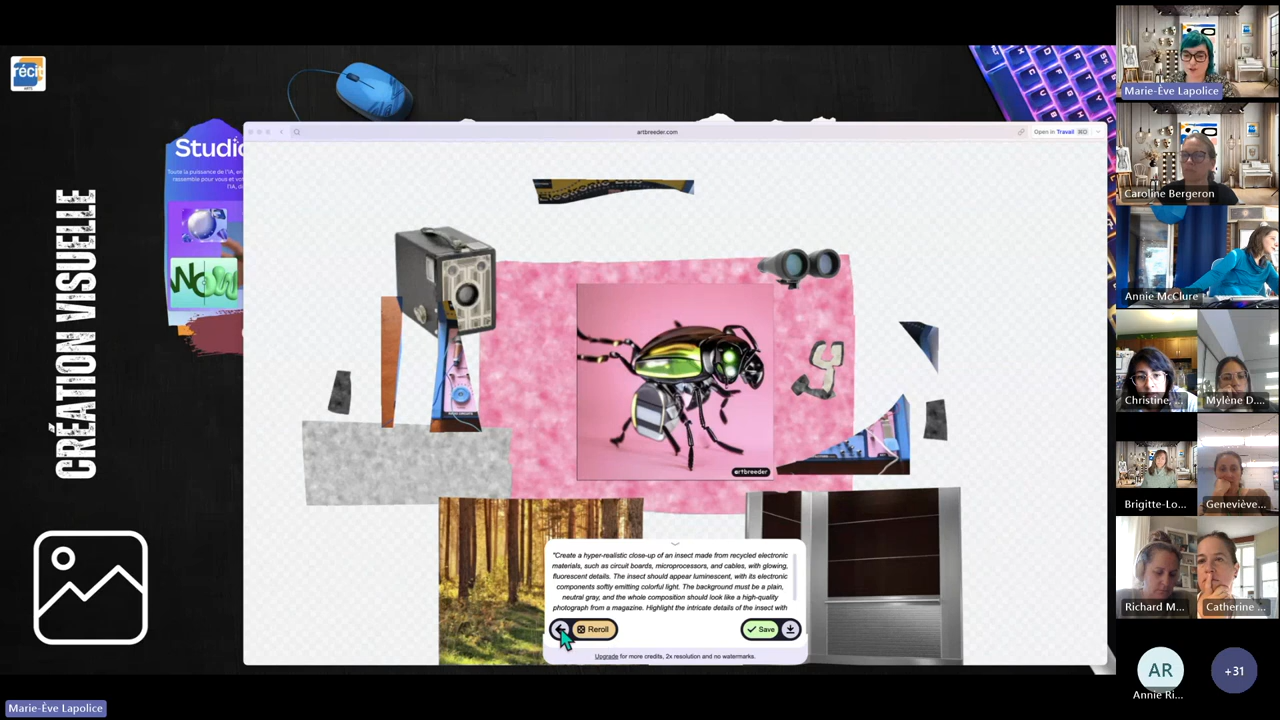 récit
ARTS
CRÉATION VISUELLE
Studi
artbreeder.com
Open in Travail ⌘O
artbreeder
"Create a hyper-realistic close-up of an insect made from recycled electronic
materials, such as circuit boards, microprocessors, and cables, with glowing,
fluorescent details. The insect should appear luminescent, with its electronic
components softly emitting colorful light. The background must be a plain,
neutral gray, and the whole composition should look like a high-quality
photograph from a magazine. Highlight the intricate details of the insect with
Reroll
Save
Upgrade for more credits, 2x resolution and no watermarks.
Marie-Ève Lapolice
Marie-Ève Lapolice
Caroline Bergeron
Annie McClure
Christine, ...
Mylène D....
Brigitte-Lo...
Geneviève...
Richard M...
Catherine ...
AR
Annie Ri...
+31